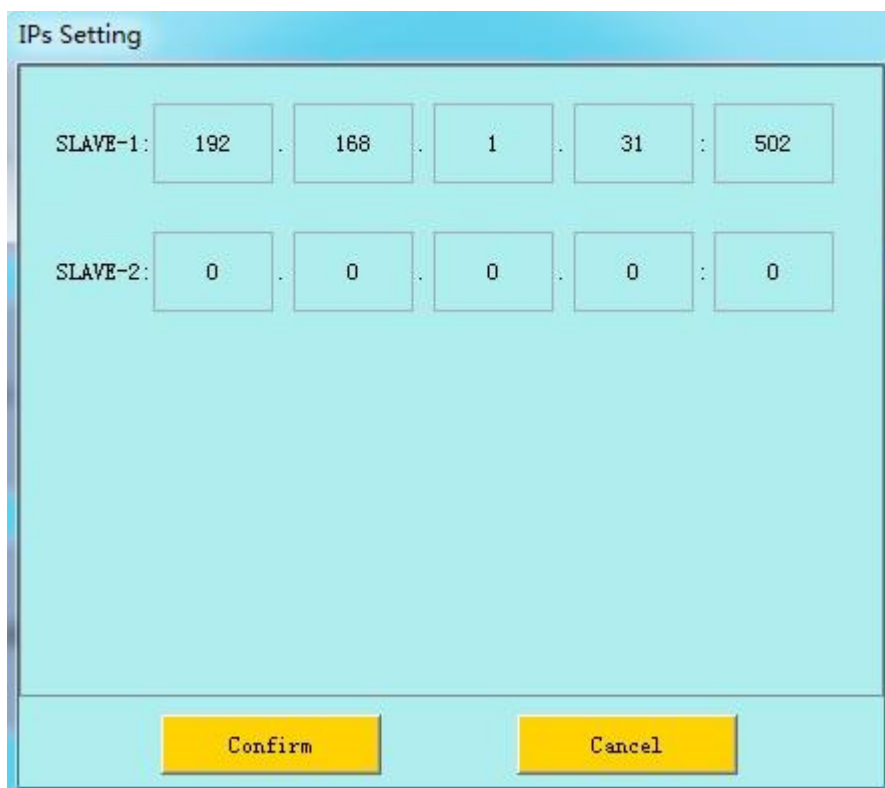 IPs Setting
SLAVE-1: 192 . 168 . 1 . 31 : 502
SLAVE-2: 0 . 0 . 0 . 0 : 0
Confirm Cancel